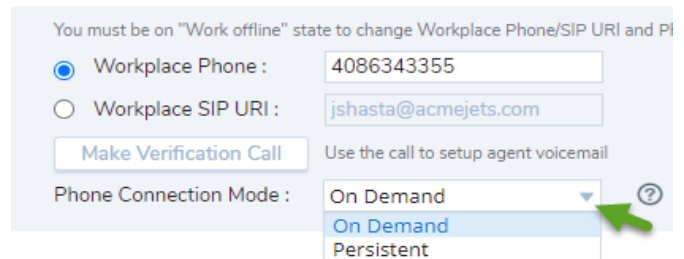 You must be on "Work offline" state to change Workplace Phone/SIP URI and
Workplace Phone : 4086343355
Workplace SIP URI : jshasta@acmejets.com
Make Verification Call Use the call to setup agent voicemail
Phone Connection Mode : On Demand ?
On Demand
Persistent